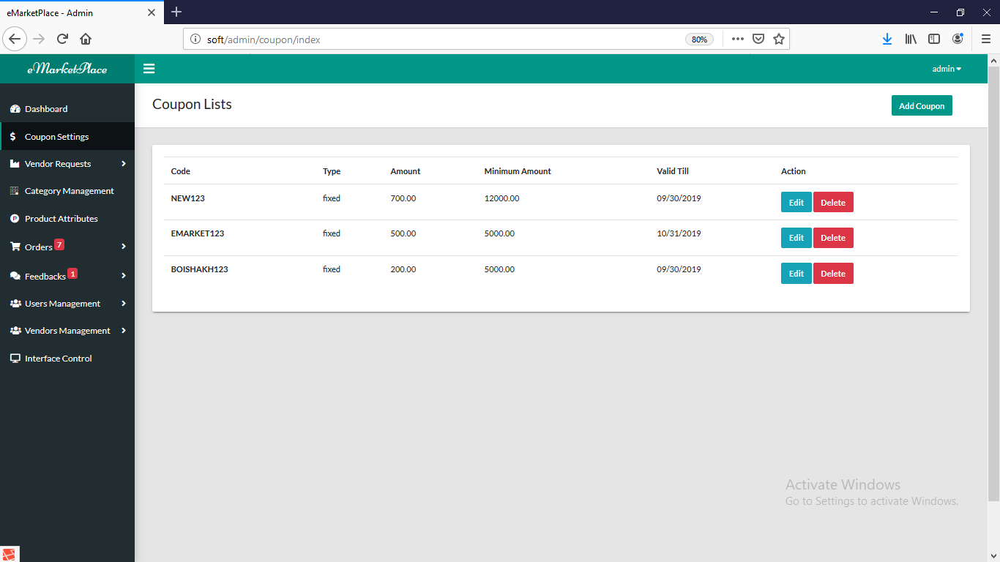 eMarketPlace - Admin
soft/admin/coupon/index
80%
eMarketPlace
admin
Dashboard
Coupon Settings
Vendor Requests
Category Management
Product Attributes
Orders 7
Feedbacks 1
Users Management
Vendors Management
Interface Control
Coupon Lists
Add Coupon
Code Type Amount Minimum Amount Valid Till Action
NEW123 fixed 700.00 12000.00 09/30/2019 Edit Delete
EMARKET123 fixed 500.00 5000.00 10/31/2019 Edit Delete
BOISHAKH123 fixed 200.00 5000.00 09/30/2019 Edit Delete
Activate Windows
Go to Settings to activate Windows.